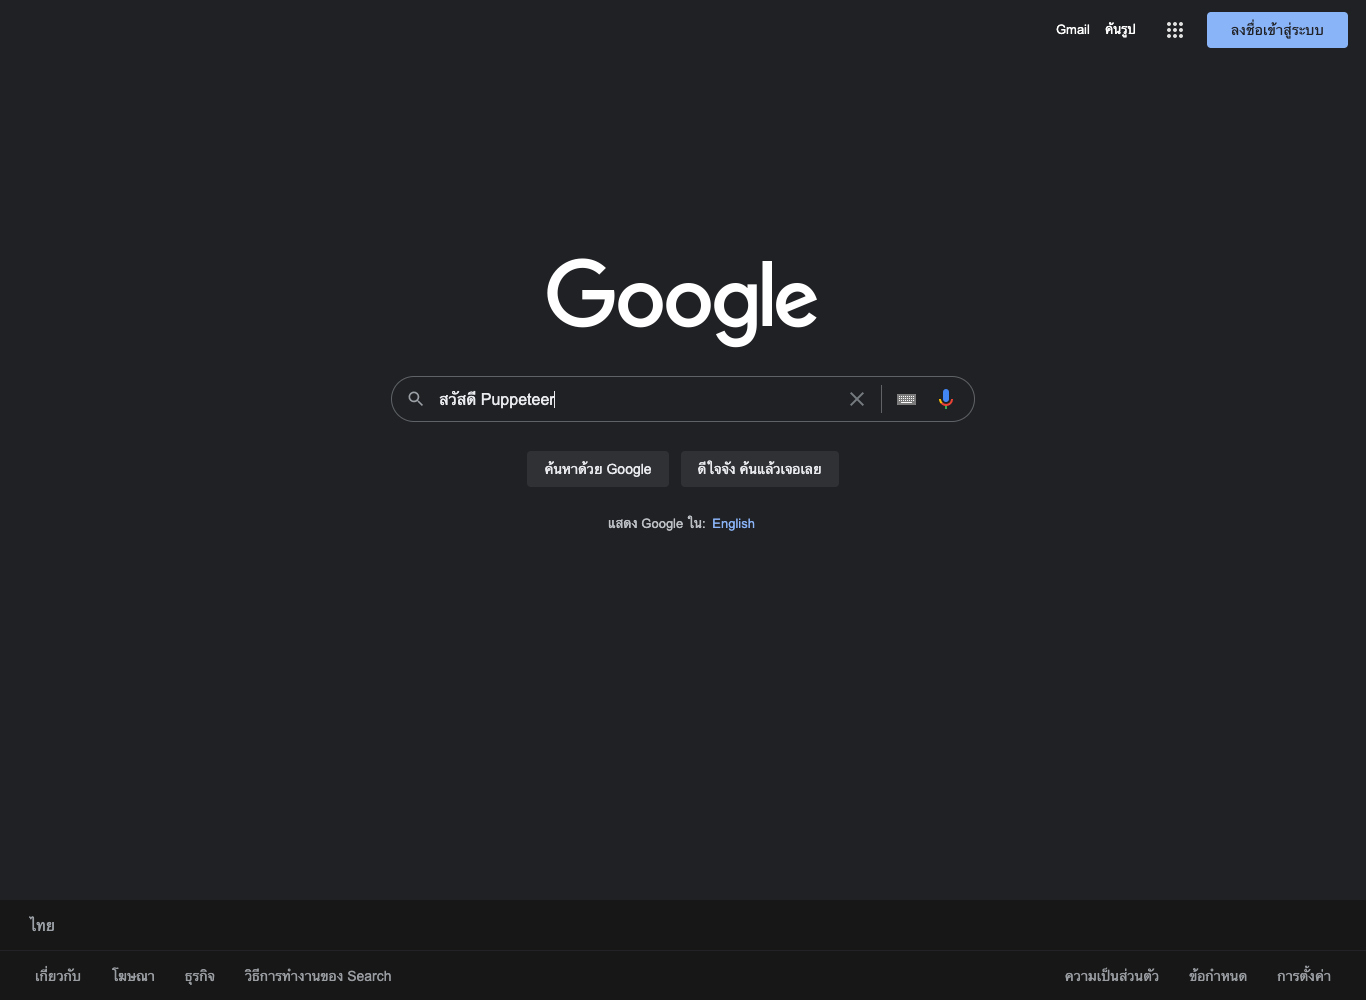 Gmail ค้นรูป ลงชื่อเข้าสู่ระบบ
Google
สวัสดี Puppeteer
ค้นหาด้วย Google ดีใจจัง ค้นแล้วเจอเลย
แสดง Google ใน: English
ไทย
เกี่ยวกับ โฆษณา ธุรกิจ วิธีการทำงานของ Search ความเป็นส่วนตัว ข้อกำหนด การตั้งค่า